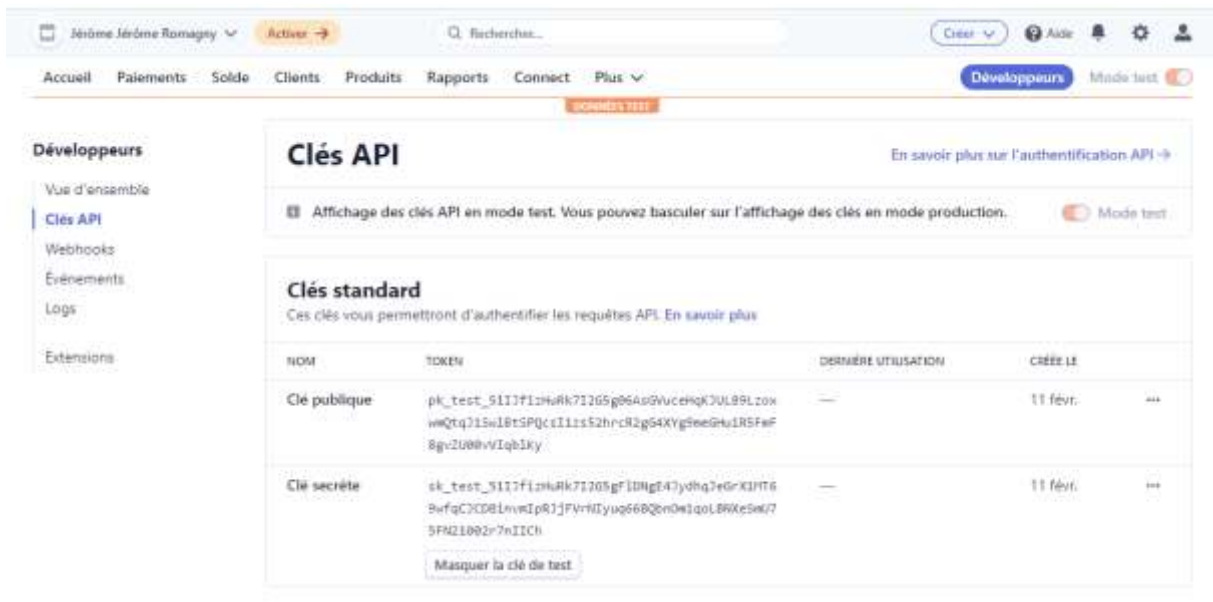 Jérôme Jérôme Romagny
Activer →
Rechercher...
Créer
Aide
Accueil Paiements Solde Clients Produits Rapports Connect Plus
Développeurs
Mode test
DONNÉES TEST
Développeurs
Vue d'ensemble
Clés API
Webhooks
Événements
Logs
Extensions
Clés API
En savoir plus sur l'authentification API →
Affichage des clés API en mode test. Vous pouvez basculer sur l'affichage des clés en mode production.
Mode test
Clés standard
Ces clés vous permettront d'authentifier les requêtes API. En savoir plus
NOM TOKEN DERNIÈRE UTILISATION CRÉÉE LE
Clé publique
— 11 févr. •••
Clé secrète
— 11 févr. •••
Masquer la clé de test